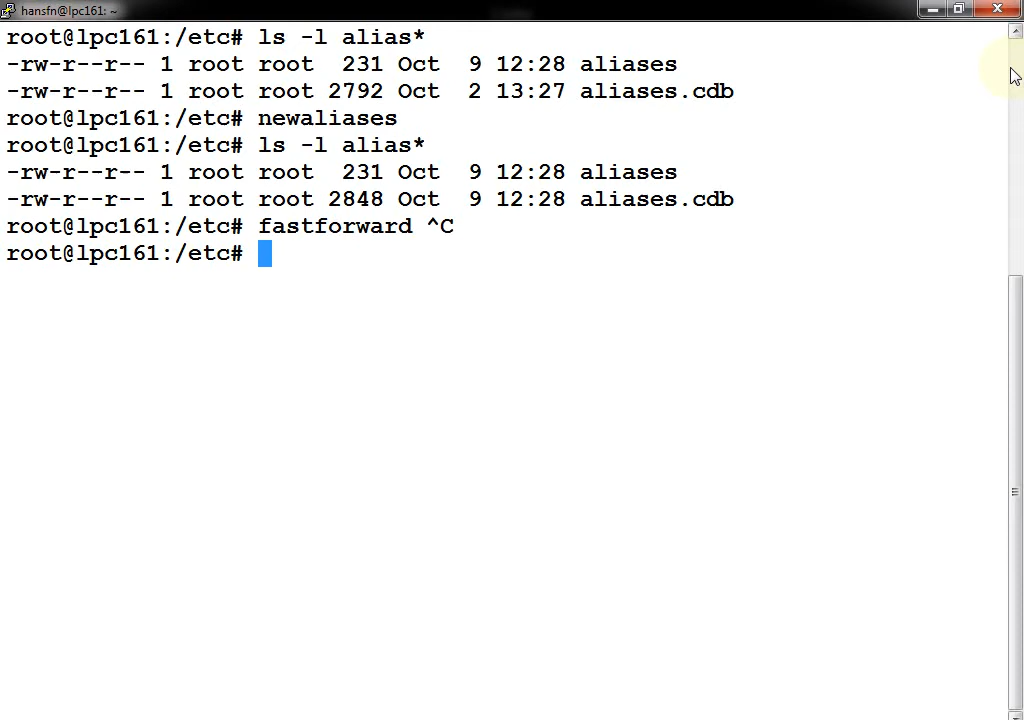 hansfn@lpc161: ~
root@lpc161:/etc# ls -l alias*
-rw-r--r-- 1 root root  231 Oct  9 12:28 aliases
-rw-r--r-- 1 root root 2792 Oct  2 13:27 aliases.cdb
root@lpc161:/etc# newaliases
root@lpc161:/etc# ls -l alias*
-rw-r--r-- 1 root root  231 Oct  9 12:28 aliases
-rw-r--r-- 1 root root 2848 Oct  9 12:28 aliases.cdb
root@lpc161:/etc# fastforward ^C
root@lpc161:/etc#